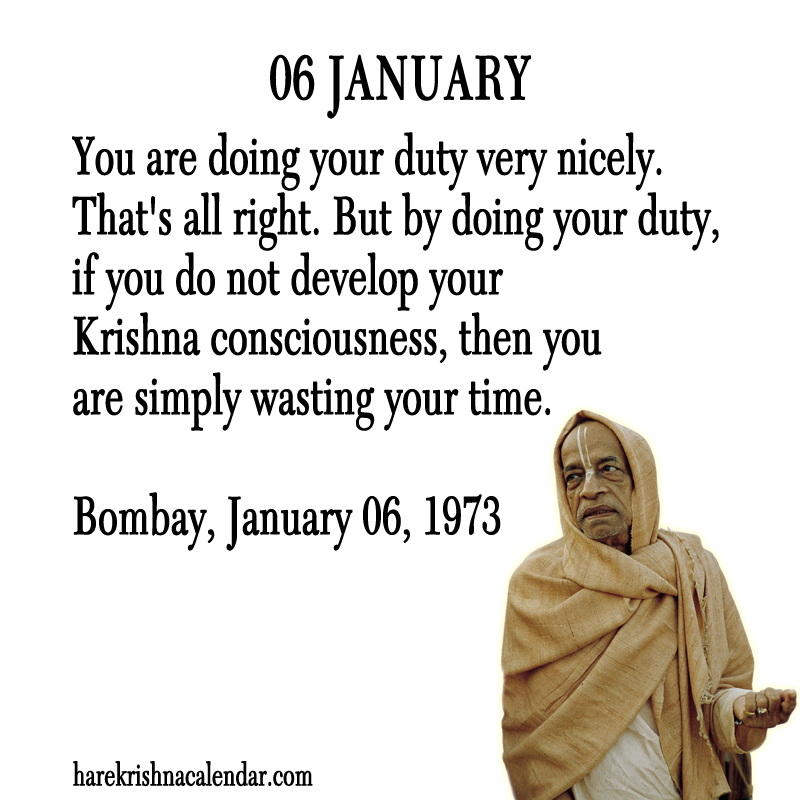 06 JANUARY
You are doing your duty very nicely.
That's all right. But by doing your duty,
if you do not develop your
Krishna consciousness, then you
are simply wasting your time.
Bombay, January 06, 1973
harekrishnacalendar.com